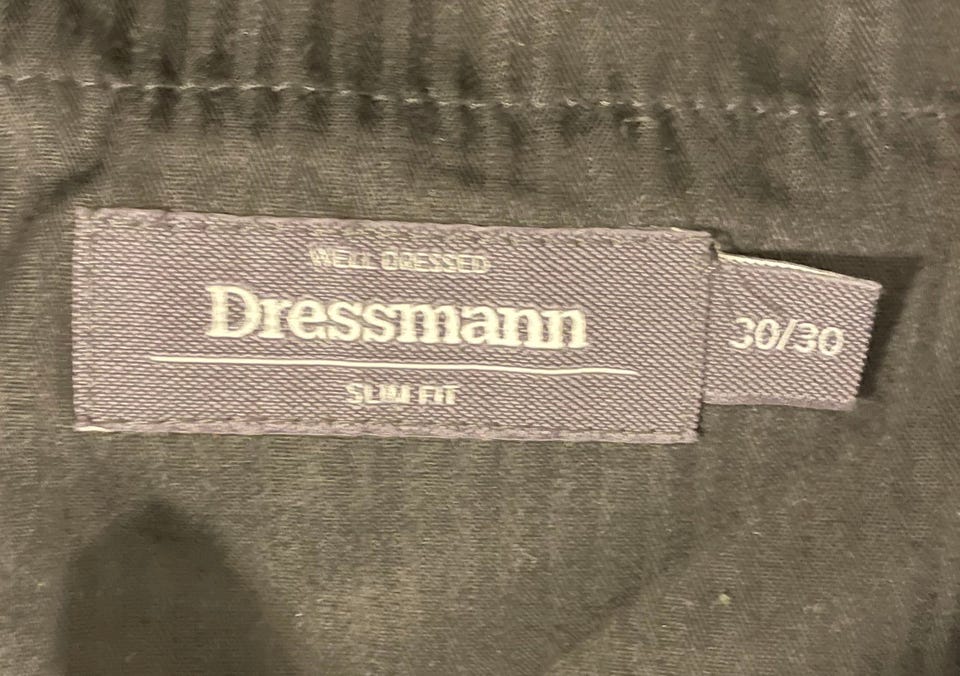 WELL DRESSED
Dressmann
SLIM FIT
30/30